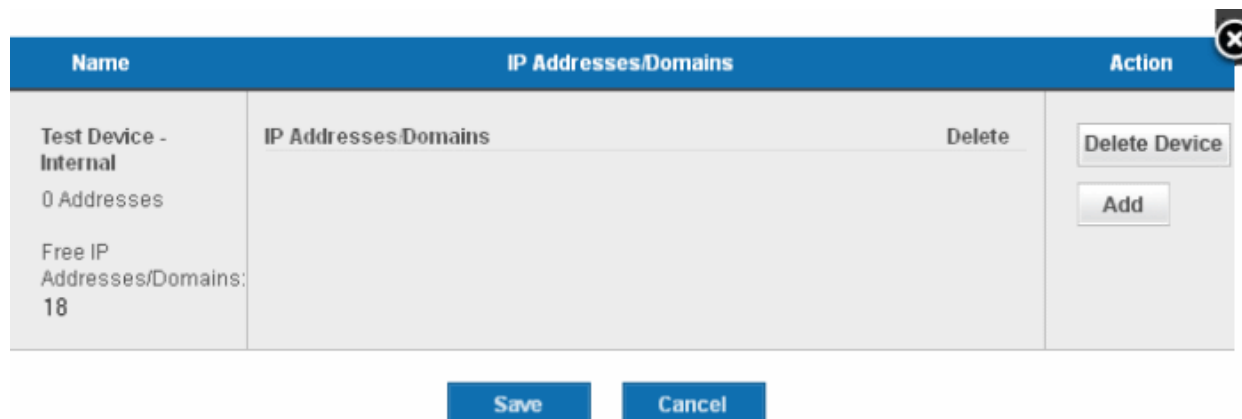 Name IP Addresses/Domains Action
Test Device - IP Addresses/Domains Delete Delete Device
Internal
0 Addresses Add
Free IP
Addresses/Domains:
18
Save Cancel